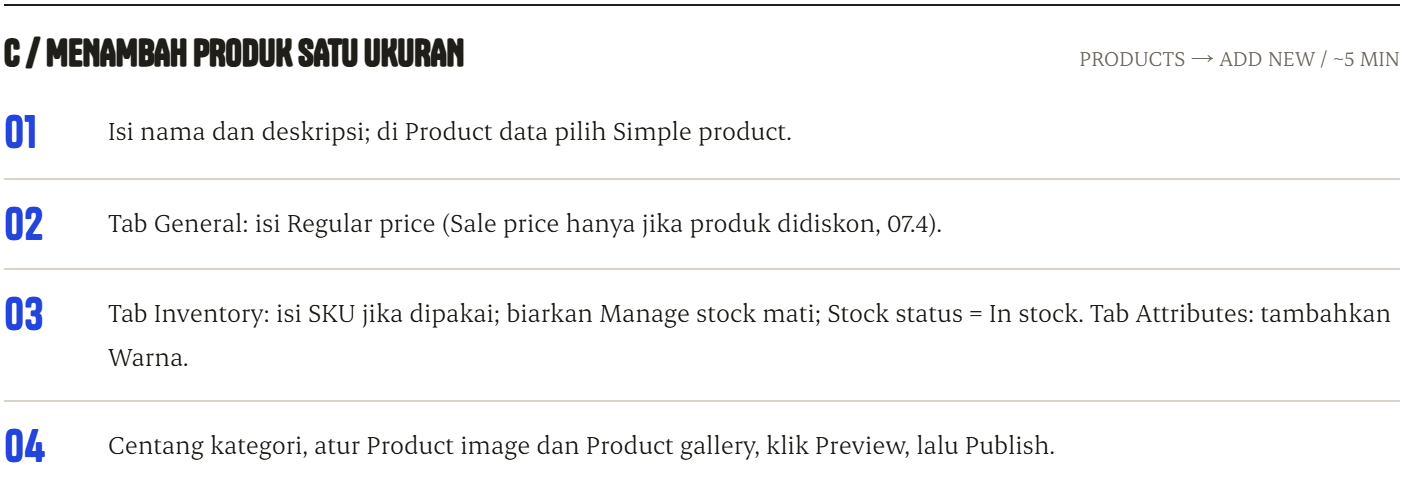 C / MENAMBAH PRODUK SATU UKURAN
PRODUCTS → ADD NEW / ~5 MIN
01 Isi nama dan deskripsi; di Product data pilih Simple product.
02 Tab General: isi Regular price (Sale price hanya jika produk didiskon, 07.4).
03 Tab Inventory: isi SKU jika dipakai; biarkan Manage stock mati; Stock status = In stock. Tab Attributes: tambahkan
Warna.
04 Centang kategori, atur Product image dan Product gallery, klik Preview, lalu Publish.